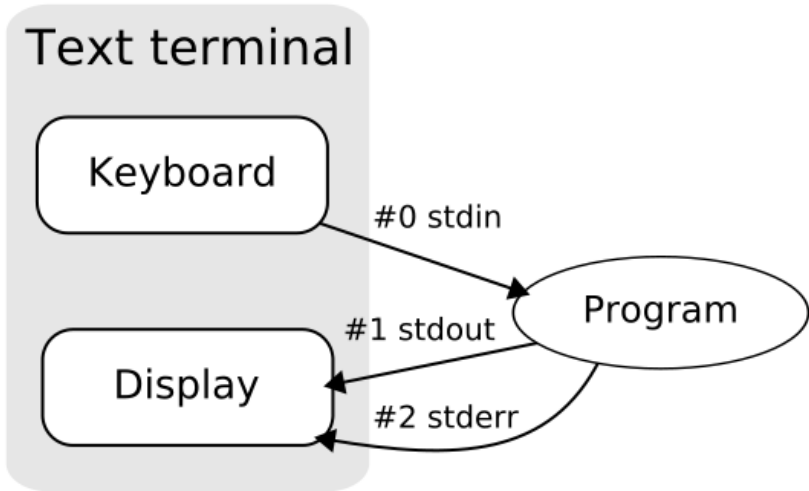 Text terminal
Keyboard
#0 stdin
Program
#1 stdout
Display
#2 stderr